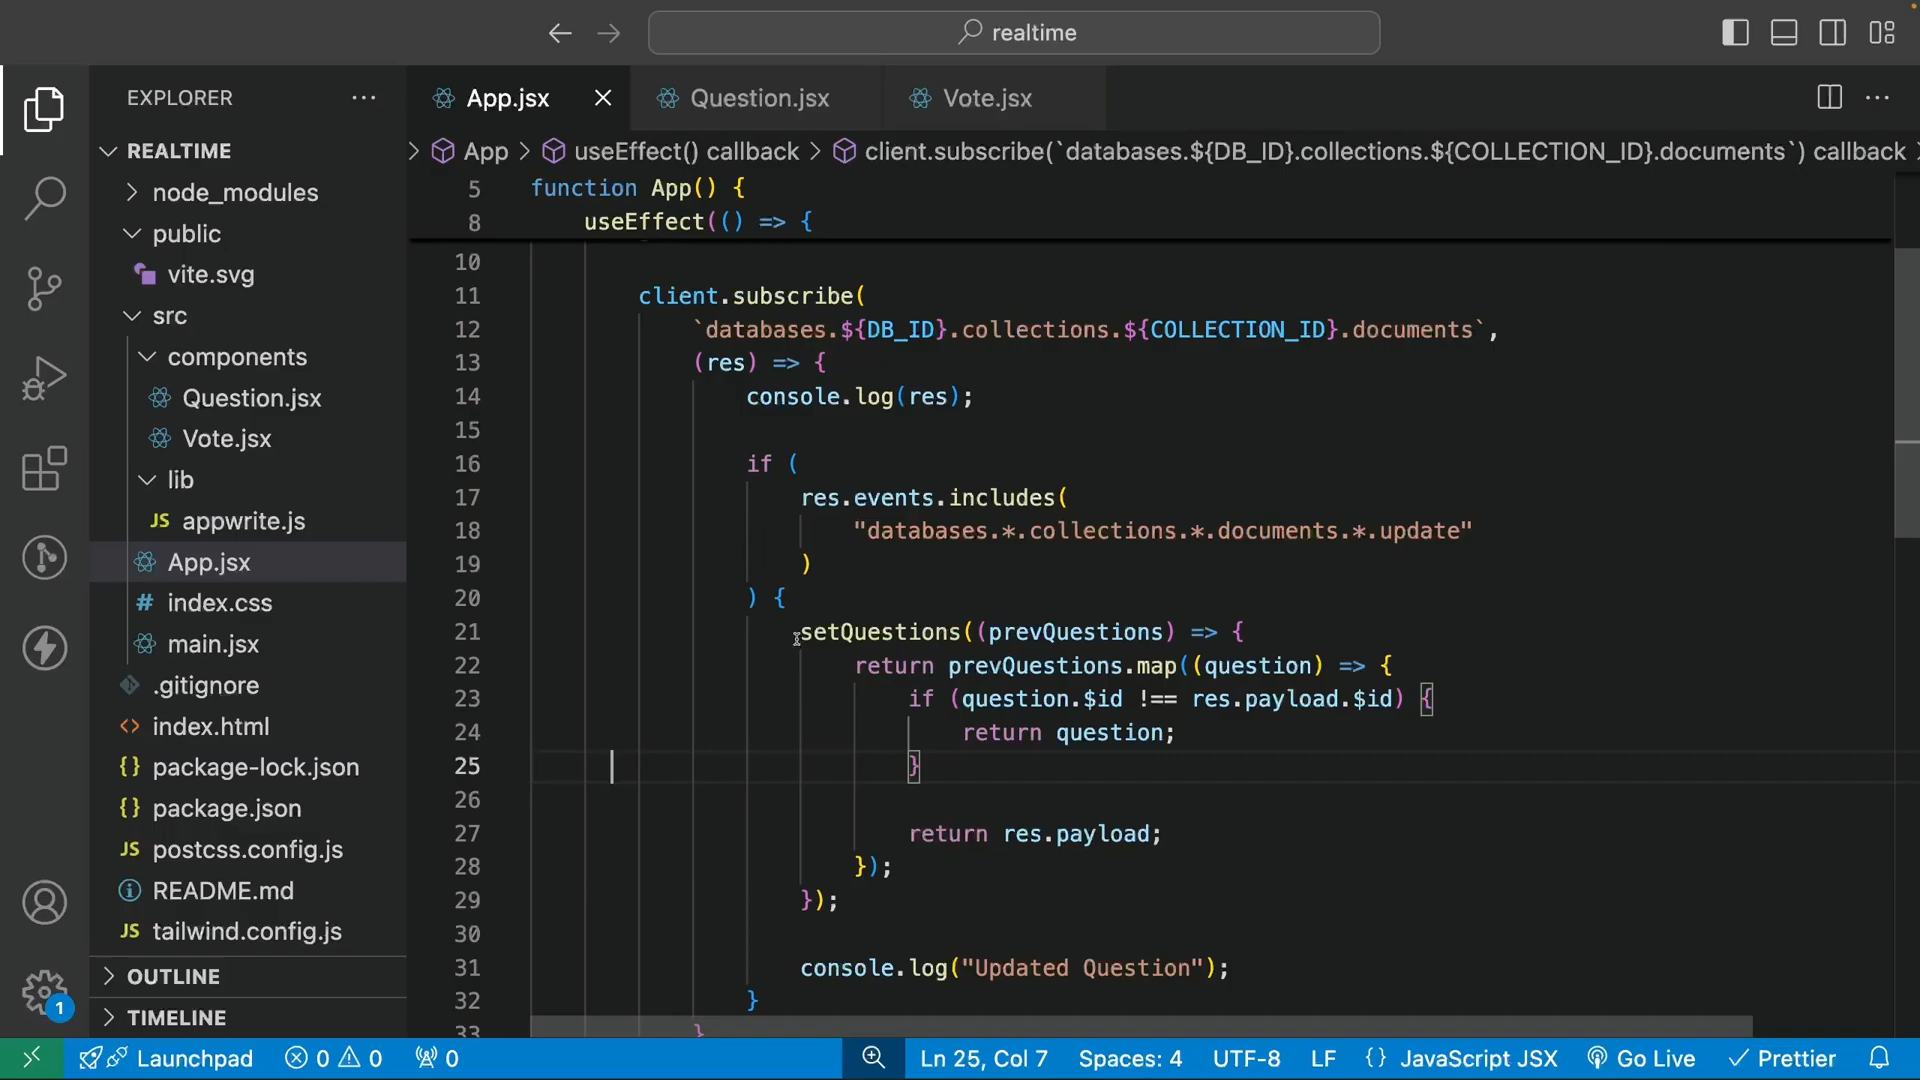 realtime
EXPLORER
REALTIME
node_modules
public
vite.svg
src
components
Question.jsx
Vote.jsx
lib
JS appwrite.js
App.jsx
# index.css
main.jsx
.gitignore
<> index.html
{} package-lock.json
{} package.json
JS postcss.config.js
README.md
JS tailwind.config.js
OUTLINE
TIMELINE
1
App.jsx
Question.jsx
Vote.jsx
> App > useEffect() callback > client.subscribe(`databases.${DB_ID}.collections.${COLLECTION_ID}.documents`) callback >
5 function App() {
8 useEffect(() => {
10
11 client.subscribe(
12 `databases.${DB_ID}.collections.${COLLECTION_ID}.documents`,
13 (res) => {
14 console.log(res);
15
16 if (
17 res.events.includes(
18 "databases.*.collections.*.documents.*.update"
19 )
20 ) {
21 setQuestions((prevQuestions) => {
22 return prevQuestions.map((question) => {
23 if (question.$id !== res.payload.$id) {
24 return question;
25 }
26
27 return res.payload;
28 });
29 });
30
31 console.log("Updated Question");
32 }
33 }
Launchpad 0 0 0 Ln 25, Col 7 Spaces: 4 UTF-8 LF {} JavaScript JSX Go Live Prettier